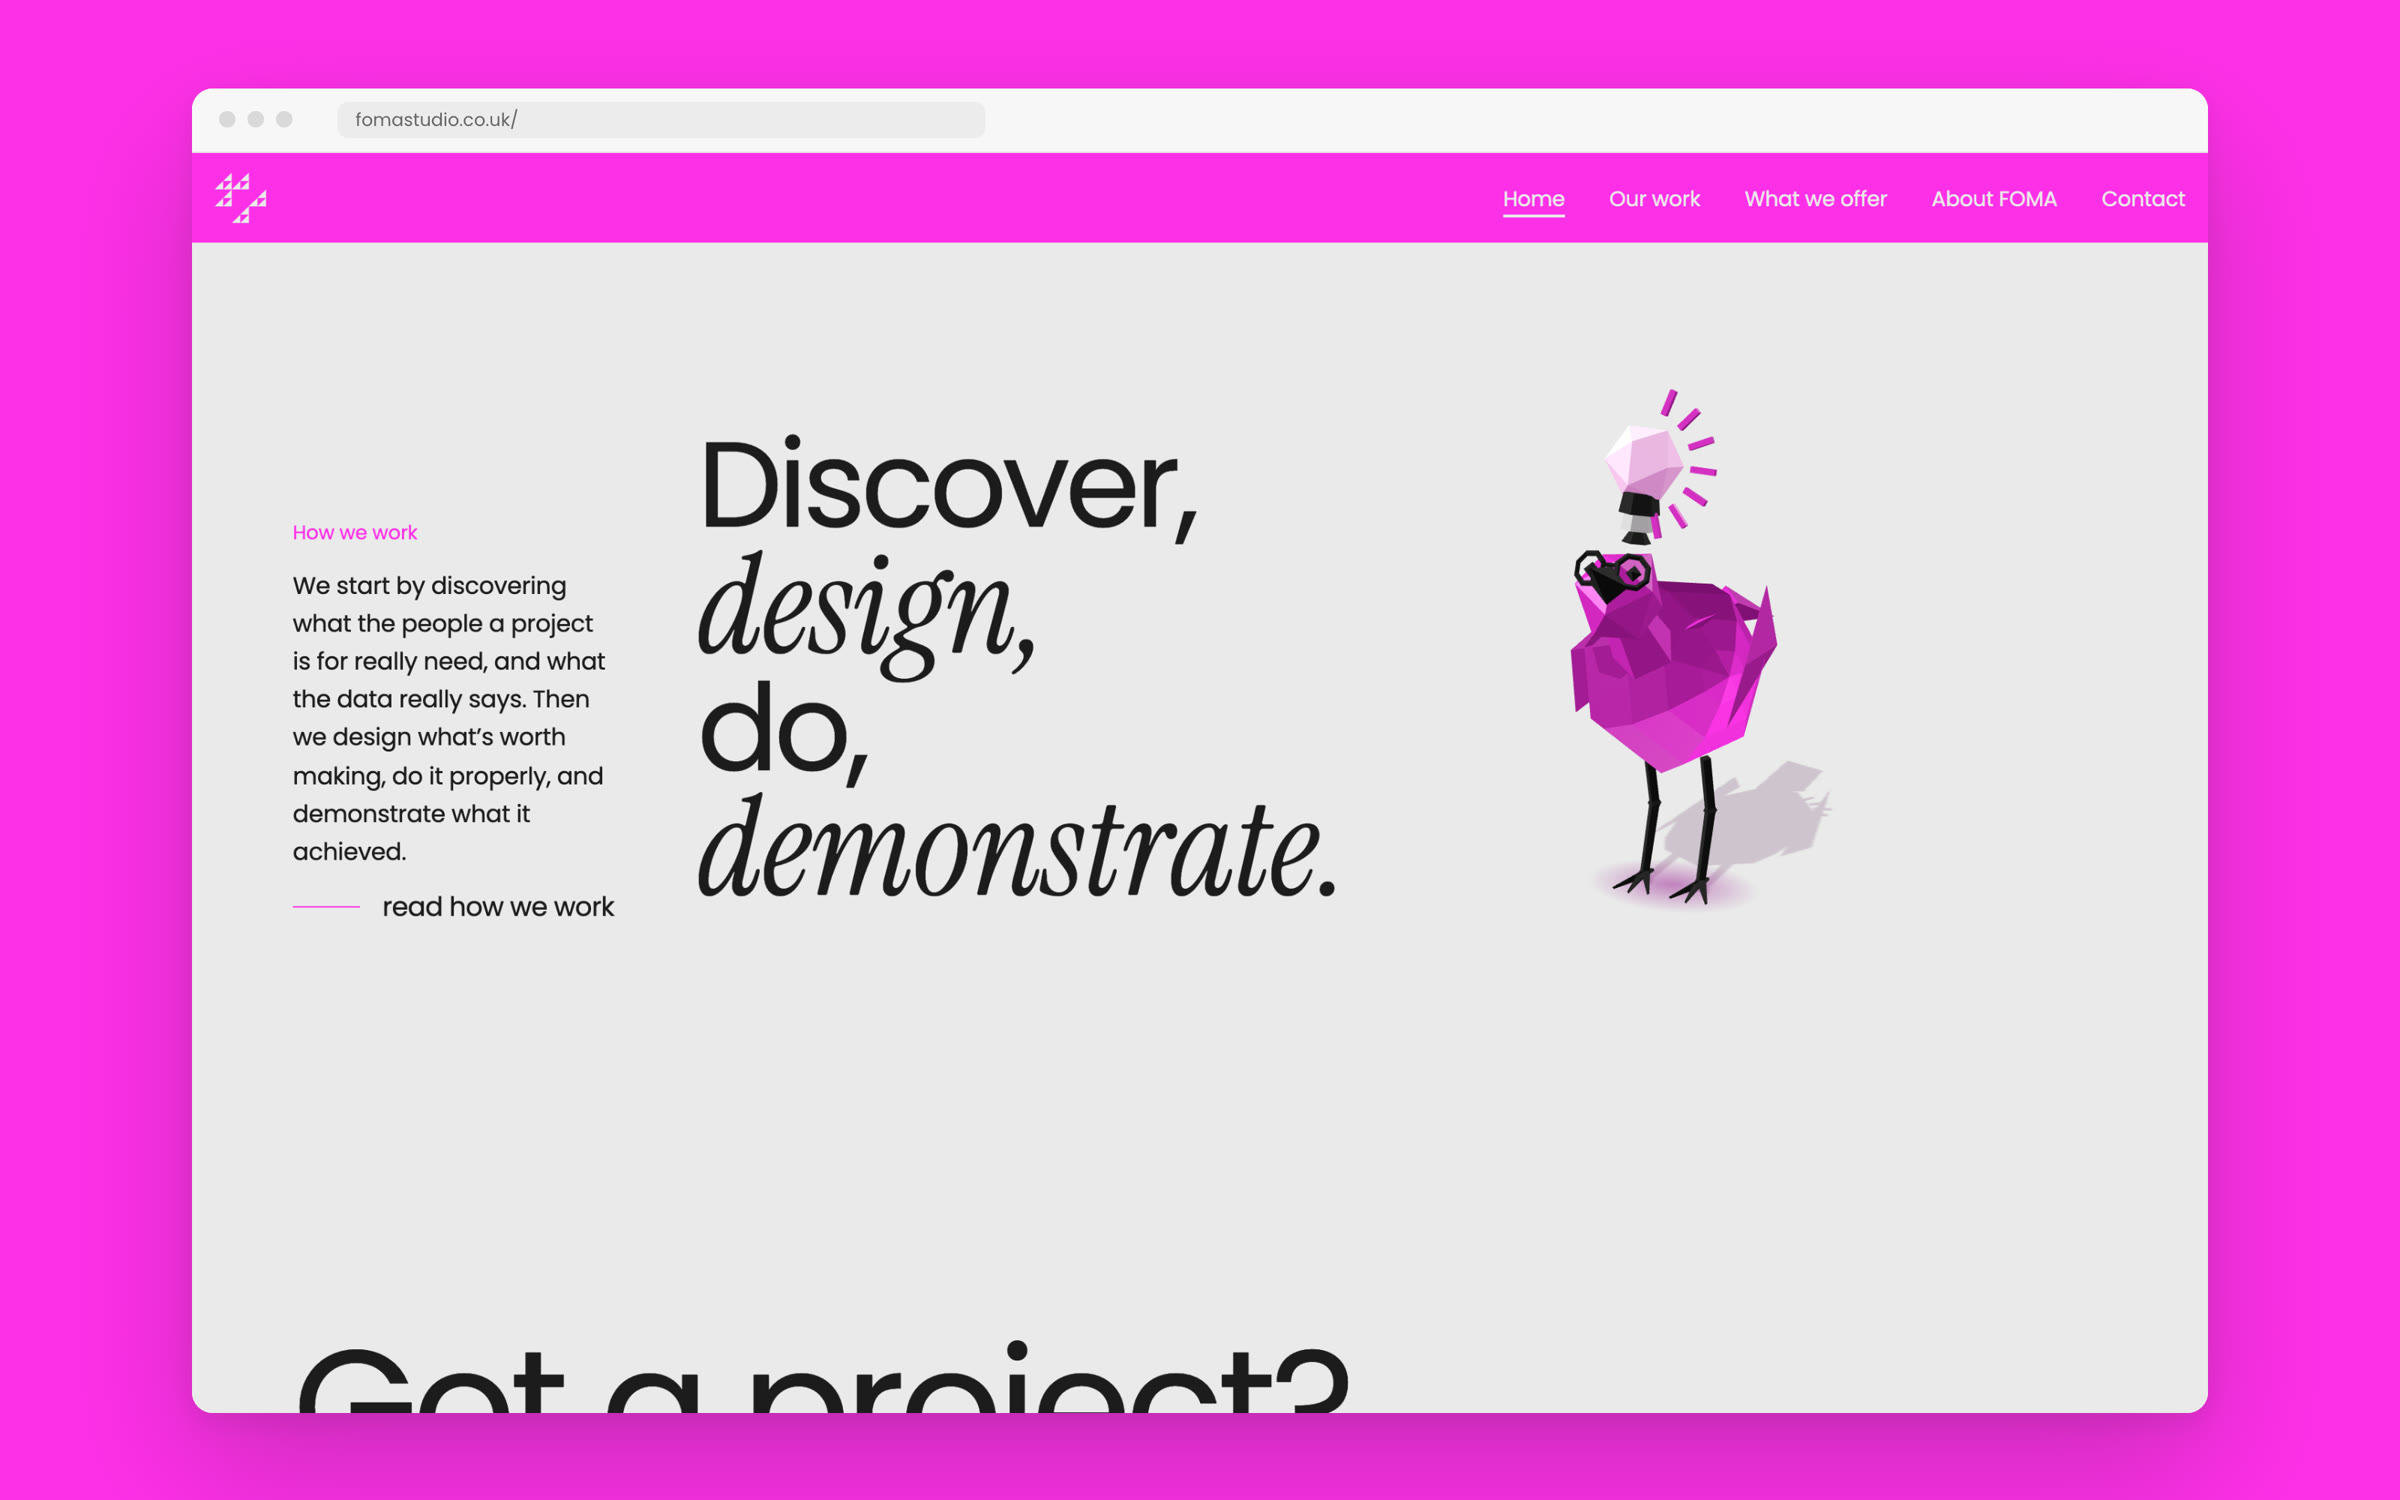 fomastudio.co.uk/
Home Our work What we offer About FOMA Contact
How we work
We start by discovering
what the people a project
is for really need, and what
the data really says. Then
we design what’s worth
making, do it properly, and
demonstrate what it
achieved.
read how we work
Discover,
design,
do,
demonstrate.
Got a project?